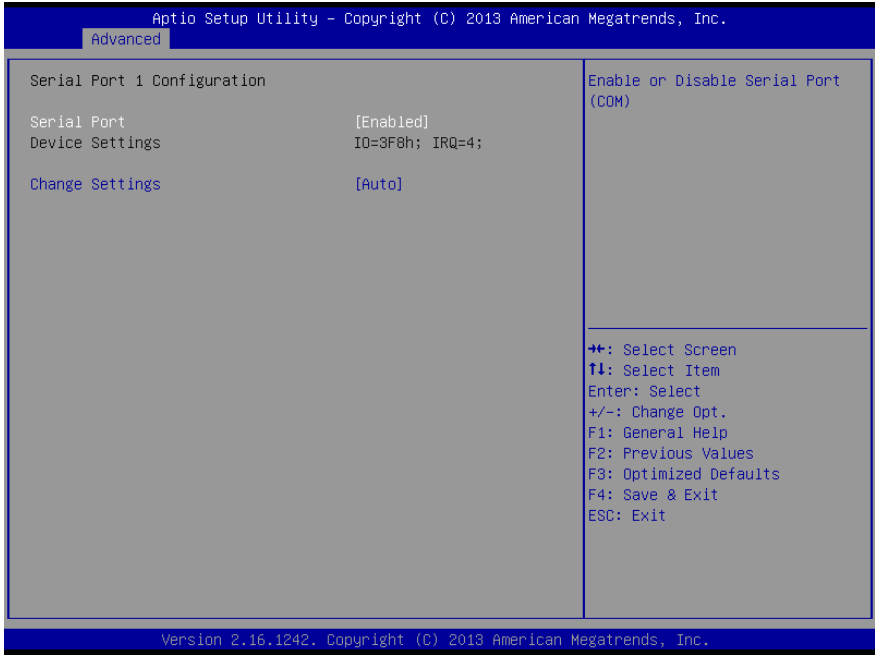 Aptio Setup Utility – Copyright (C) 2013 American Megatrends, Inc.
Advanced
Serial Port 1 Configuration
Serial Port [Enabled]
Device Settings IO=3F8h; IRQ=4;
Change Settings [Auto]
Enable or Disable Serial Port
(COM)
→←: Select Screen
↑↓: Select Item
Enter: Select
+/-: Change Opt.
F1: General Help
F2: Previous Values
F3: Optimized Defaults
F4: Save & Exit
ESC: Exit
Version 2.16.1242. Copyright (C) 2013 American Megatrends, Inc.